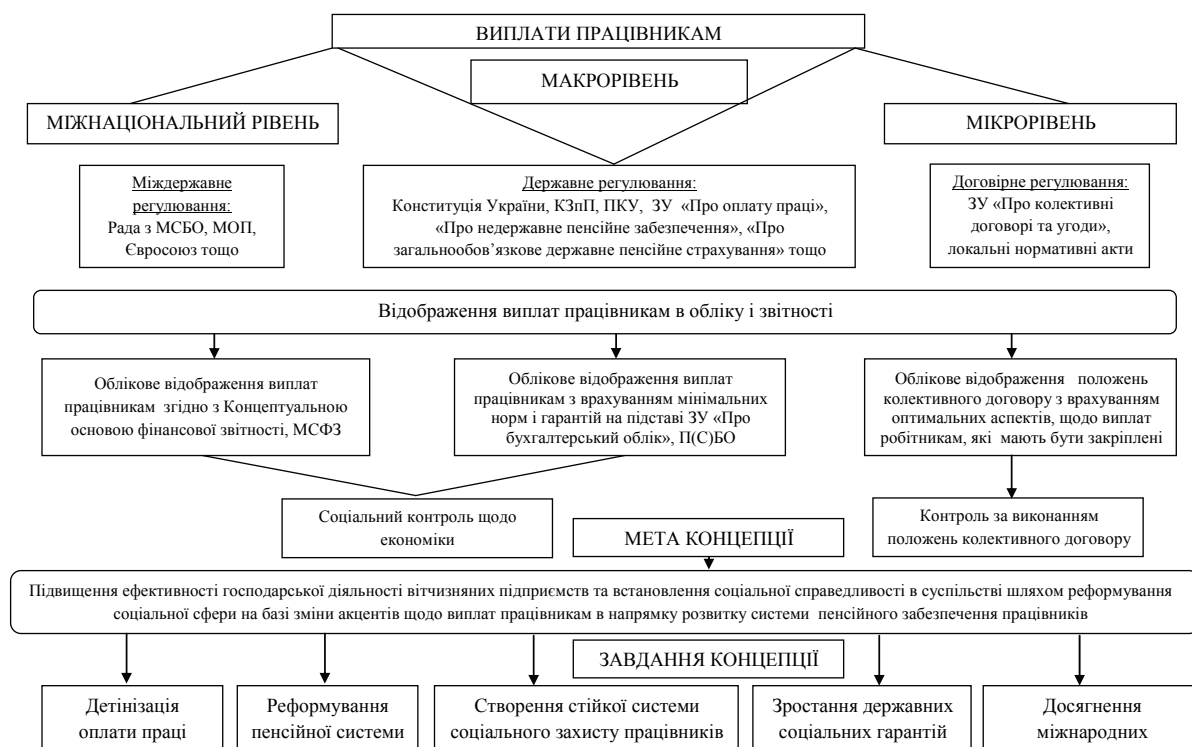 ВИПЛАТИ ПРАЦІВНИКАМ
МАКРОРІВЕНЬ
МІЖНАЦІОНАЛЬНИЙ РІВЕНЬ
МІКРОРІВЕНЬ
Міждержавне
регулювання:
Рада з МСБО, МОП,
Євросоюз тощо
Державне регулювання:
Конституція України, КЗпП, ПКУ, ЗУ «Про оплату праці»,
«Про недержавне пенсійне забезпечення», «Про
загальнообов’язкове державне пенсійне страхування» тощо
Договірне регулювання:
ЗУ «Про колективні
договорі та угоди»,
локальні нормативні акти
Відображення виплат працівникам в обліку і звітності
Облікове відображення виплат
працівникам згідно з Концептуальною
основою фінансової звітності, МСФЗ
Облікове відображення виплат
працівникам з врахуванням мінімальних
норм і гарантій на підставі ЗУ «Про
бухгалтерський облік», П(С)БО
Облікове відображення положень
колективного договору з врахуванням
оптимальних аспектів, щодо виплат
робітникам, які мають бути закріплені
Соціальний контроль щодо
економіки
Контроль за виконанням
положень колективного договору
МЕТА КОНЦЕПЦІЇ
Підвищення ефективності господарської діяльності вітчизняних підприємств та встановлення соціальної справедливості в суспільстві шляхом реформування
соціальної сфери на базі зміни акцентів щодо виплат працівникам в напрямку розвитку системи пенсійного забезпечення працівників
ЗАВДАННЯ КОНЦЕПЦІЇ
Детінізація
оплати праці
Реформування
пенсійної системи
Створення стійкої системи
соціального захисту працівників
Зростання державних
соціальних гарантій
Досягнення
міжнародних